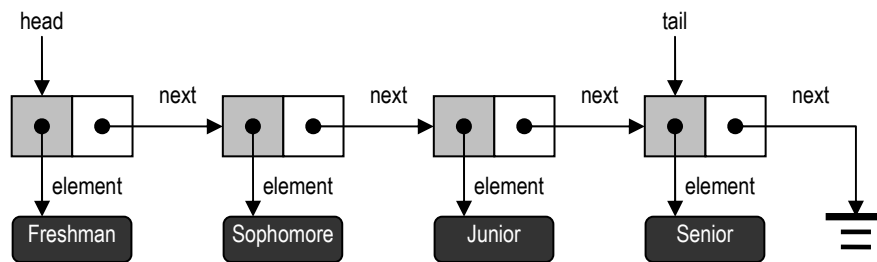 head
tail
next
next
next
next
element
element
element
element
Freshman
Sophomore
Junior
Senior